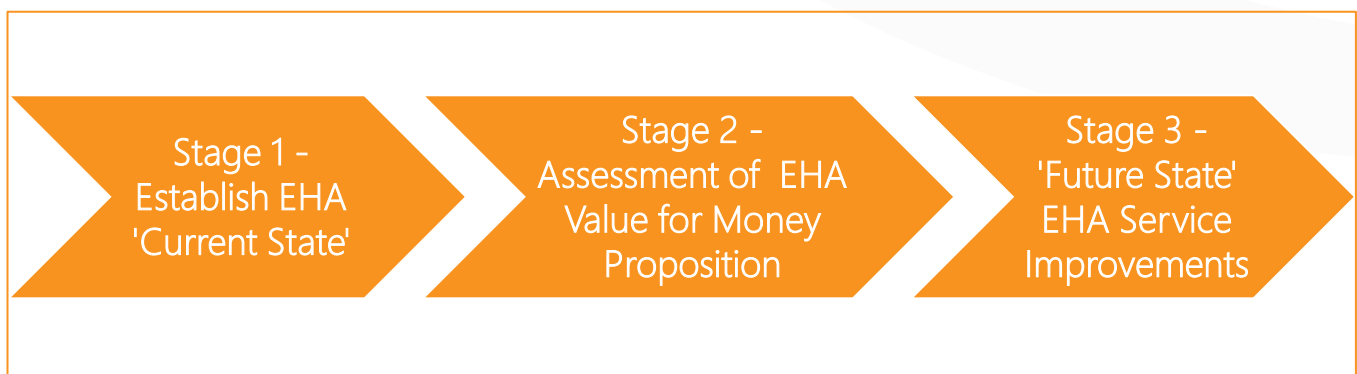 Stage 1 -
Establish EHA
'Current State'
Stage 2 -
Assessment of  EHA
Value for Money
Proposition
Stage 3 -
'Future State'
EHA Service
Improvements